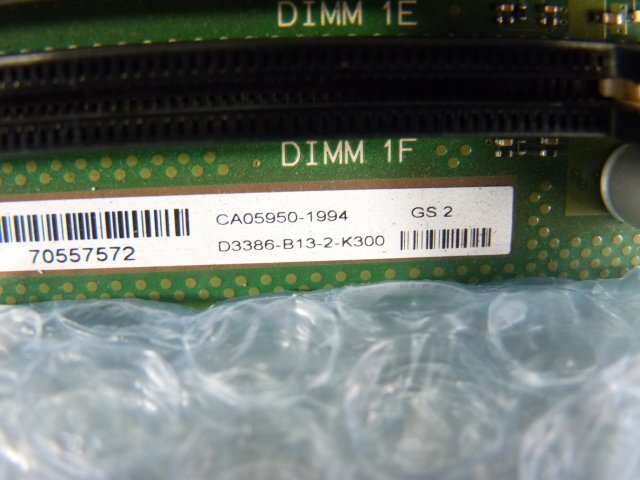 DIMM 1E
DIMM 1F
CA05950-1994 GS 2
70557572 D3386-B13-2-K300